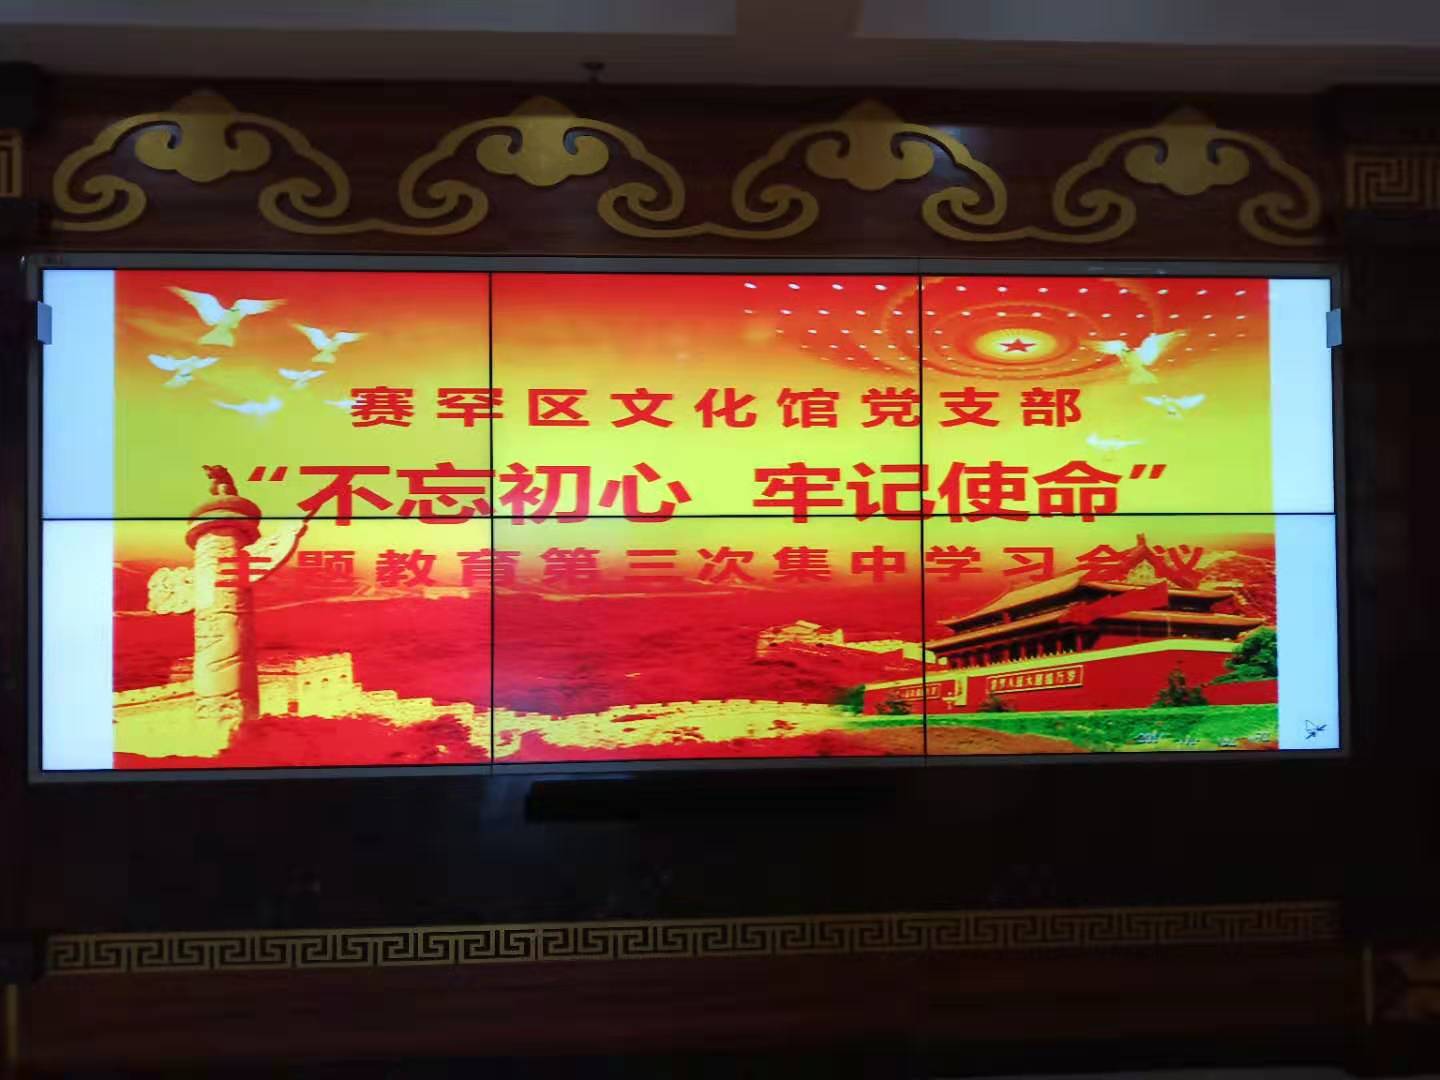 赛罕区文化馆党支部
“不忘初心 牢记使命”
主题教育第三次集中学习会议